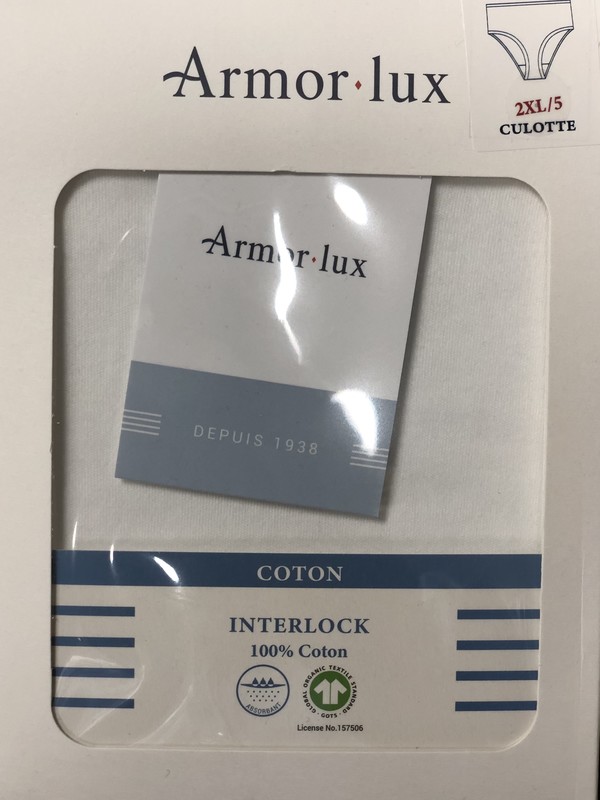 Armor·lux
2XL/5
CULOTTE
Armor·lux
DEPUIS 1938
COTON
INTERLOCK
100% Coton
ABSORBANT
GLOBAL ORGANIC TEXTILE STANDARD · GOTS ·
License No.157506